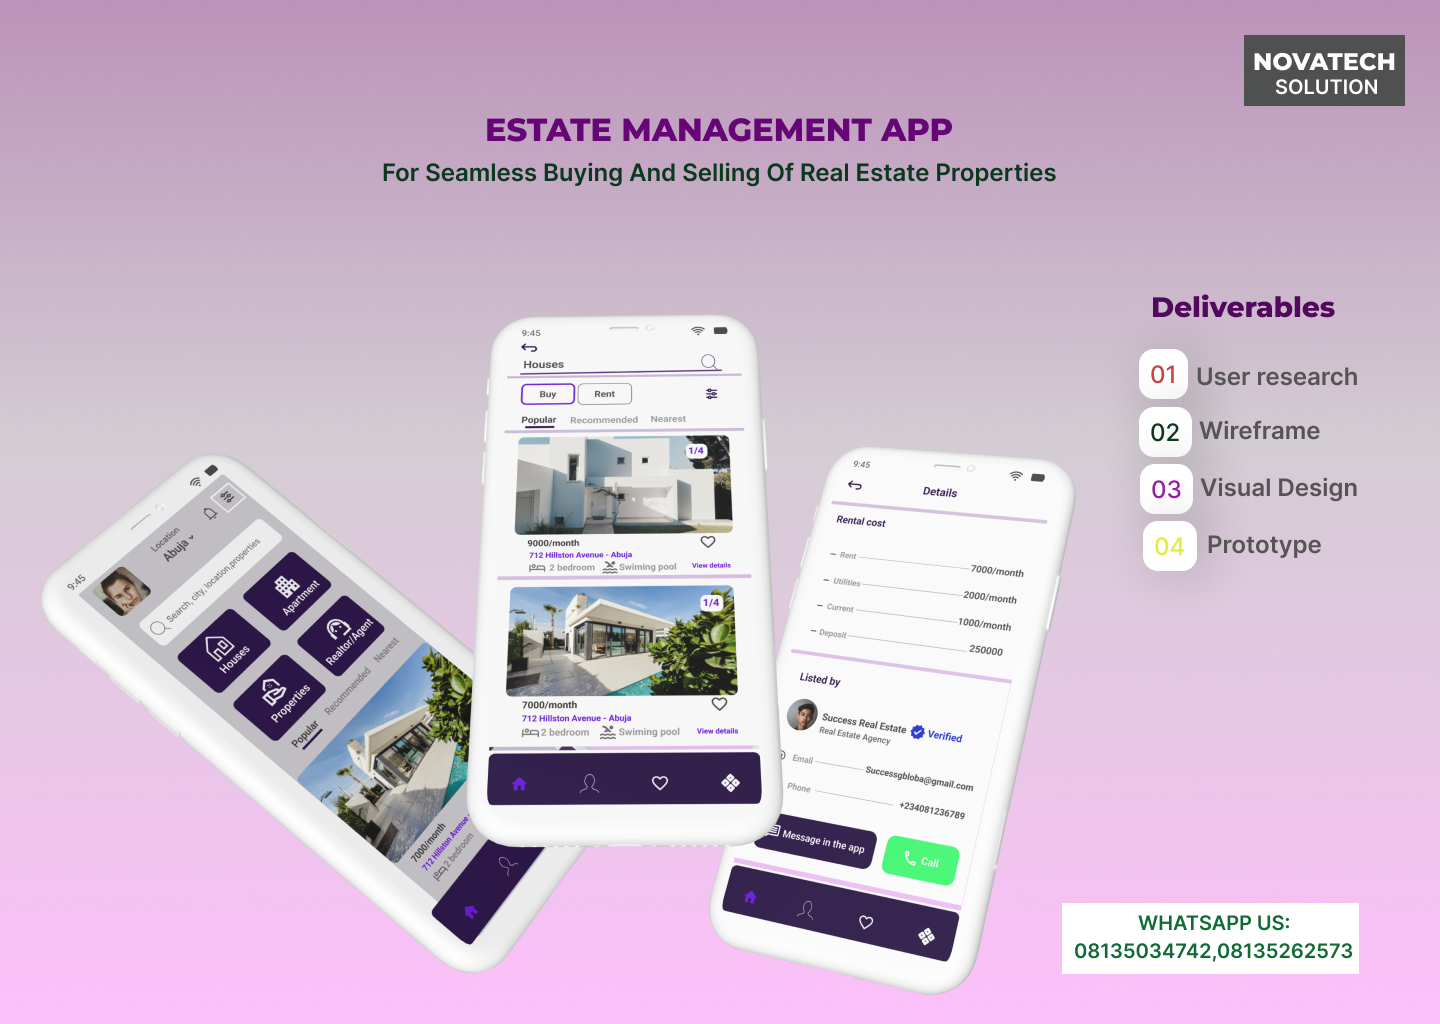 NOVATECH
SOLUTION
ESTATE MANAGEMENT APP
For Seamless Buying And Selling Of Real Estate Properties
Deliverables
01 User research
02 Wireframe
03 Visual Design
04 Prototype
9:45
Location
Abuja
Search, city, location,properties
Houses
Apartment
Properties
Realtor/Agent
Popular Recommended Nearest
7000/month
712 Hillston Avenue -
2 bedroom
9:45
Houses
Buy Rent
Popular Recommended Nearest
1/4
9000/month
712 Hillston Avenue - Abuja
2 bedroom Swiming pool View details
1/4
7000/month
712 Hillston Avenue - Abuja
2 bedroom Swiming pool View details
9:45
Details
Rental cost
Rent 7000/month
Utilities 2000/month
Current 1000/month
Deposit 250000
Listed by
Success Real Estate Verified
Real Estate Agency
Email Successgbloba@gmail.com
Phone +234081236789
Message in the app Call
WHATSAPP US:
08135034742,08135262573